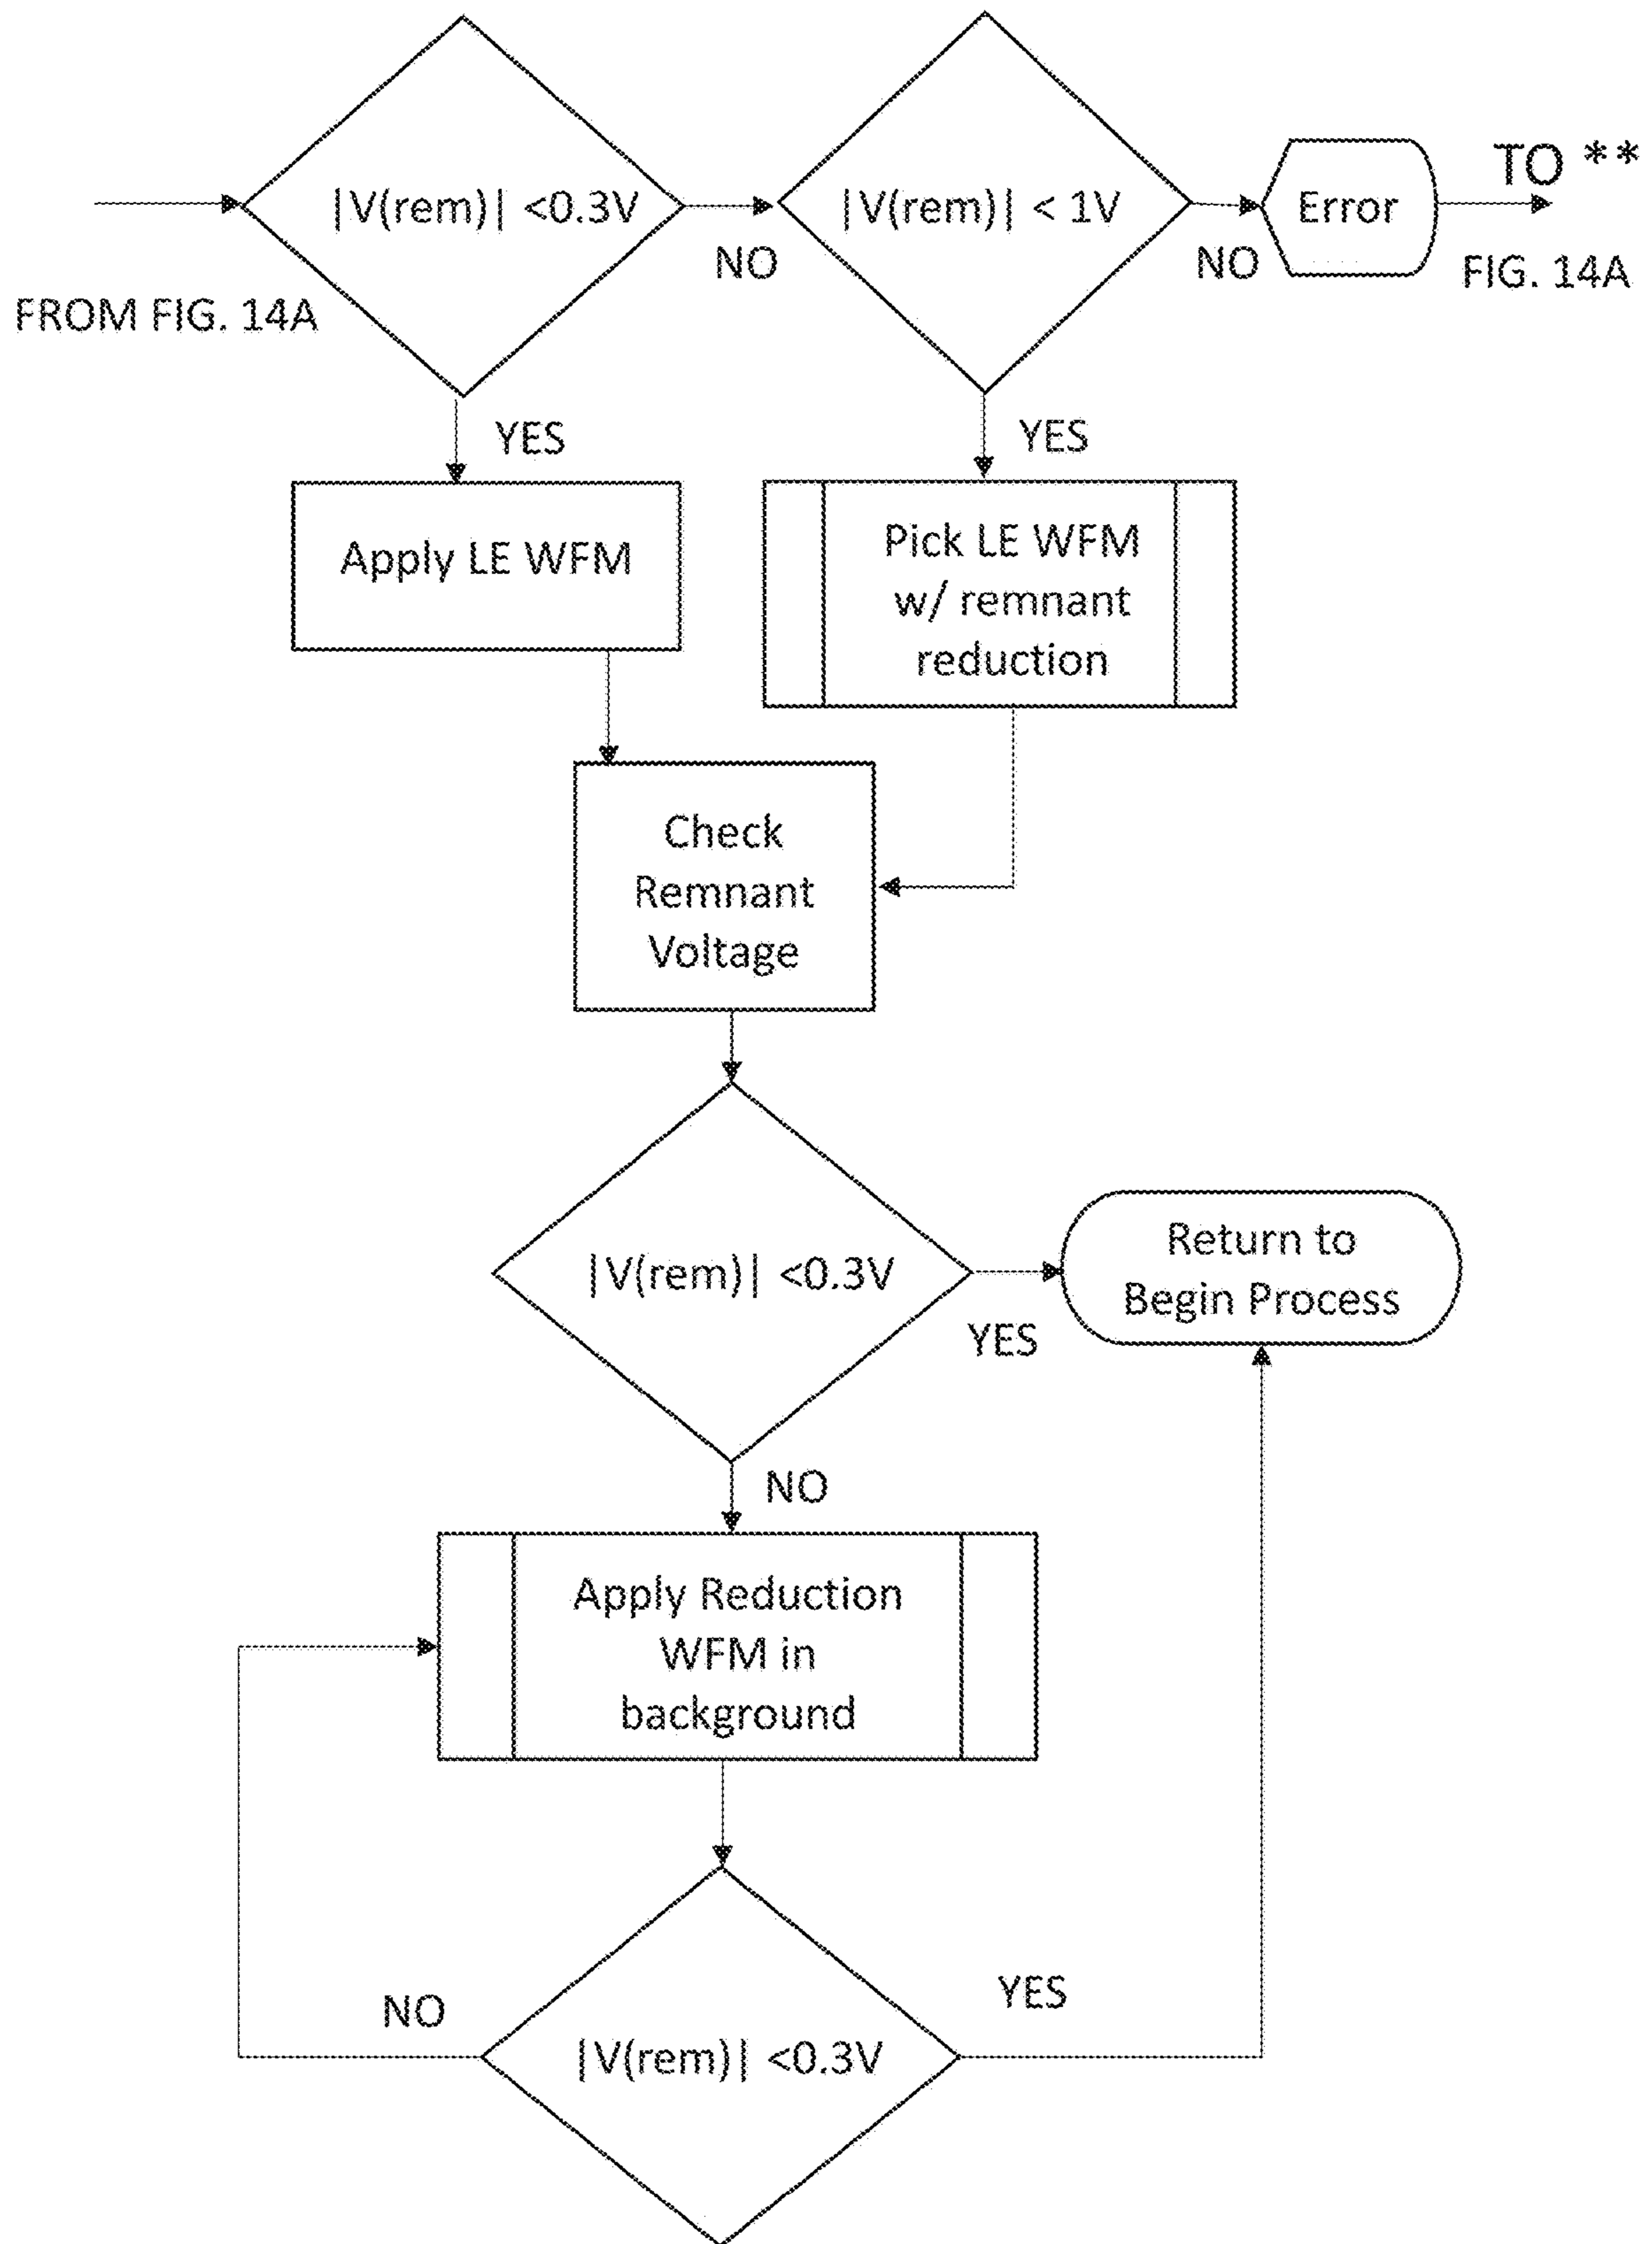 |V(rem)| <0.3V
|V(rem)| < 1V
Error
TO **
FIG. 14A
NO
NO
FROM FIG. 14A
YES
YES
Apply LE WFM
Pick LE WFM
w/ remnant
reduction
Check
Remnant
Voltage
|V(rem)| <0.3V
YES
Return to
Begin Process
NO
Apply Reduction
WFM in
background
NO
YES
|V(rem)| <0.3V